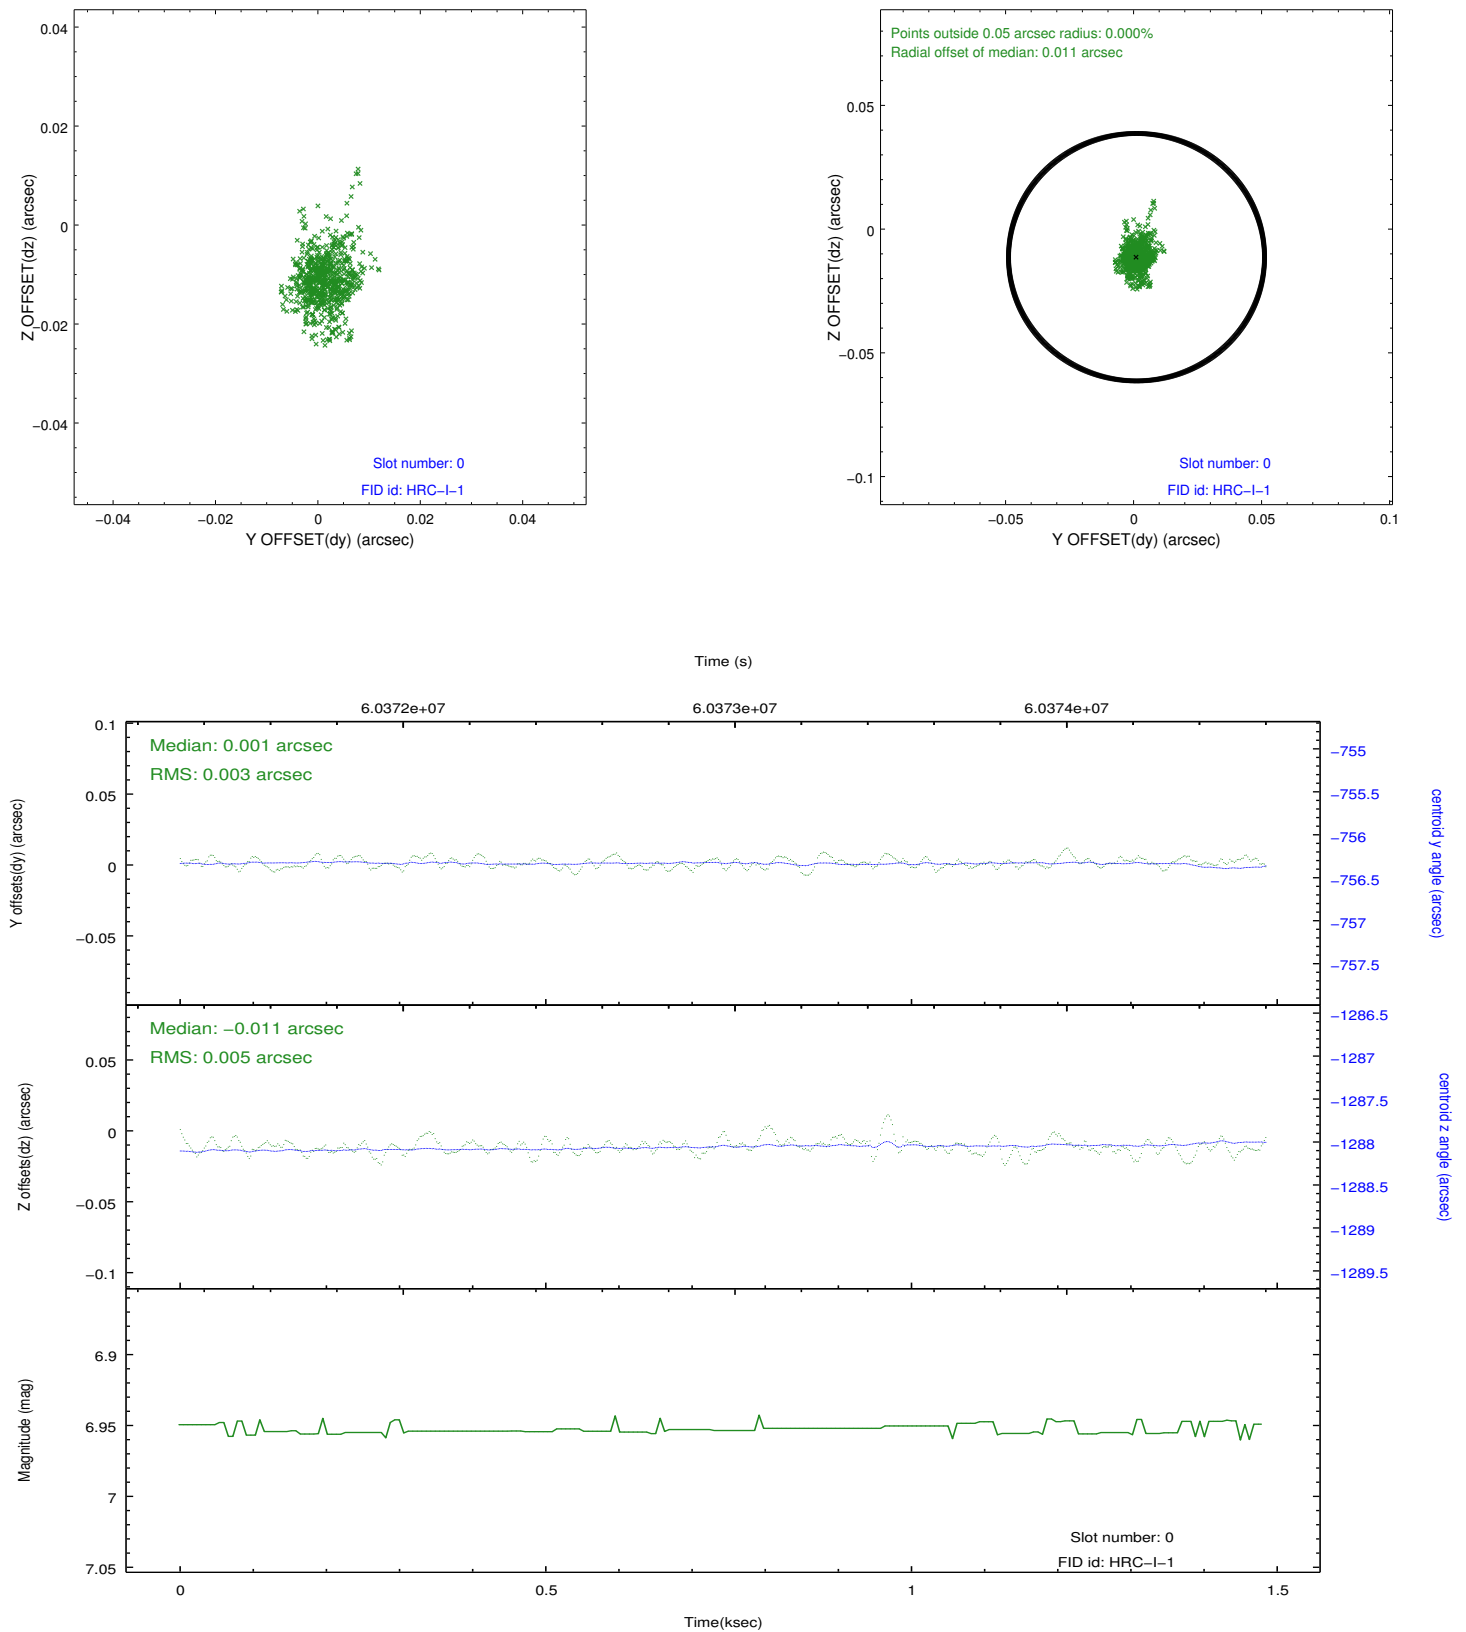 0.04
0.02
0
−0.02
−0.04
Z OFFSET(dz) (arcsec)
Slot number: 0
FID id: HRC−I−1
−0.04
−0.02
0
0.02
0.04
Y OFFSET(dy) (arcsec)
Points outside 0.05 arcsec radius: 0.000%
Radial offset of median: 0.011 arcsec
0.05
0
−0.05
−0.1
Z OFFSET(dz) (arcsec)
Slot number: 0
FID id: HRC−I−1
−0.05
0
0.05
0.1
Y OFFSET(dy) (arcsec)
Time (s)
6.0372e+07
6.0373e+07
6.0374e+07
Median: 0.001 arcsec
RMS: 0.003 arcsec
0.1
0.05
0
−0.05
Y offsets(dy) (arcsec)
−755
−755.5
−756
−756.5
−757
−757.5
centroid y angle (arcsec)
Median: −0.011 arcsec
RMS: 0.005 arcsec
0.05
0
−0.05
−0.1
Z offsets(dz) (arcsec)
−1286.5
−1287
−1287.5
−1288
−1288.5
−1289
−1289.5
centroid z angle (arcsec)
6.9
6.95
7
7.05
Magnitude (mag)
Slot number: 0
FID id: HRC−I−1
0
0.5
1
1.5
Time(ksec)